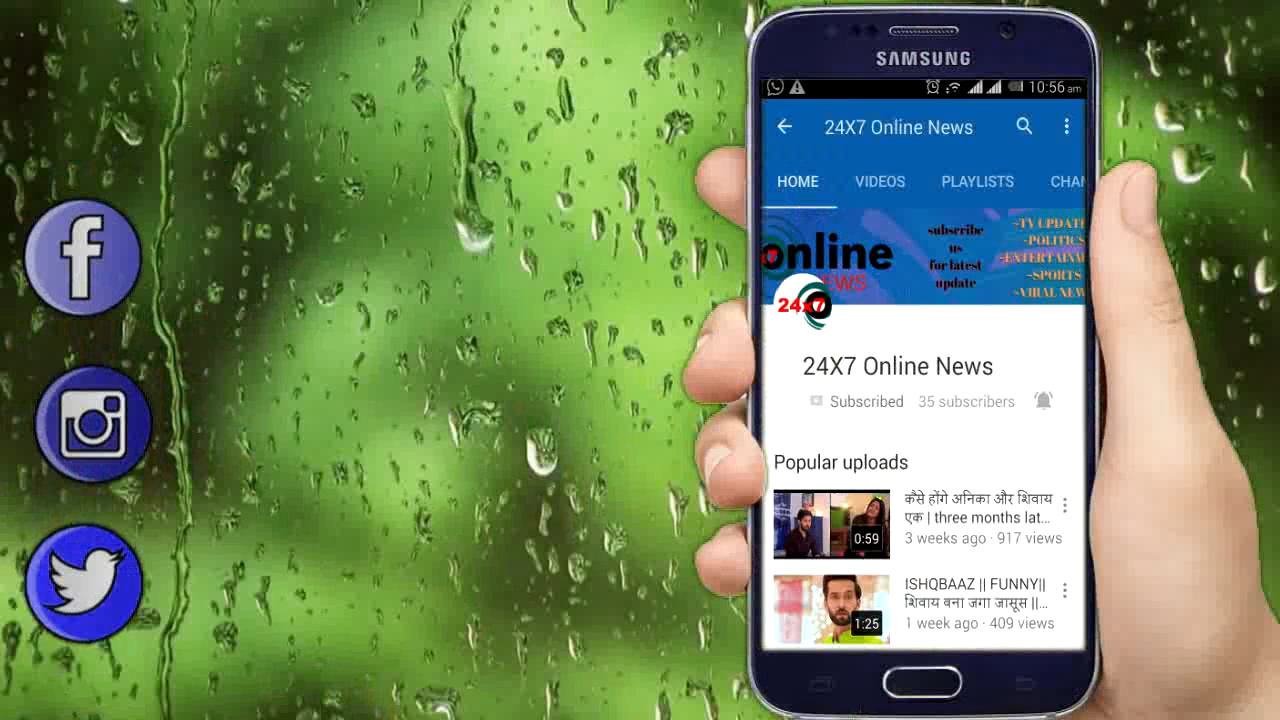 SAMSUNG
10:56 am
24X7 Online News
HOME VIDEOS PLAYLISTS CHAN
online
subscribe
us
for latest
update
~TV UPDATE
~POLITICS
~ENTERTAINM
~SPORTS
~VIRAL NEW
24x7
24X7 Online News
Subscribed 35 subscribers
Popular uploads
कैसे होंगे अनिका और शिवाय
एक | three months lat...
3 weeks ago · 917 views
0:59
ISHQBAAZ || FUNNY||
शिवाय बना जगा जासूस ||...
1 week ago · 409 views
1:25